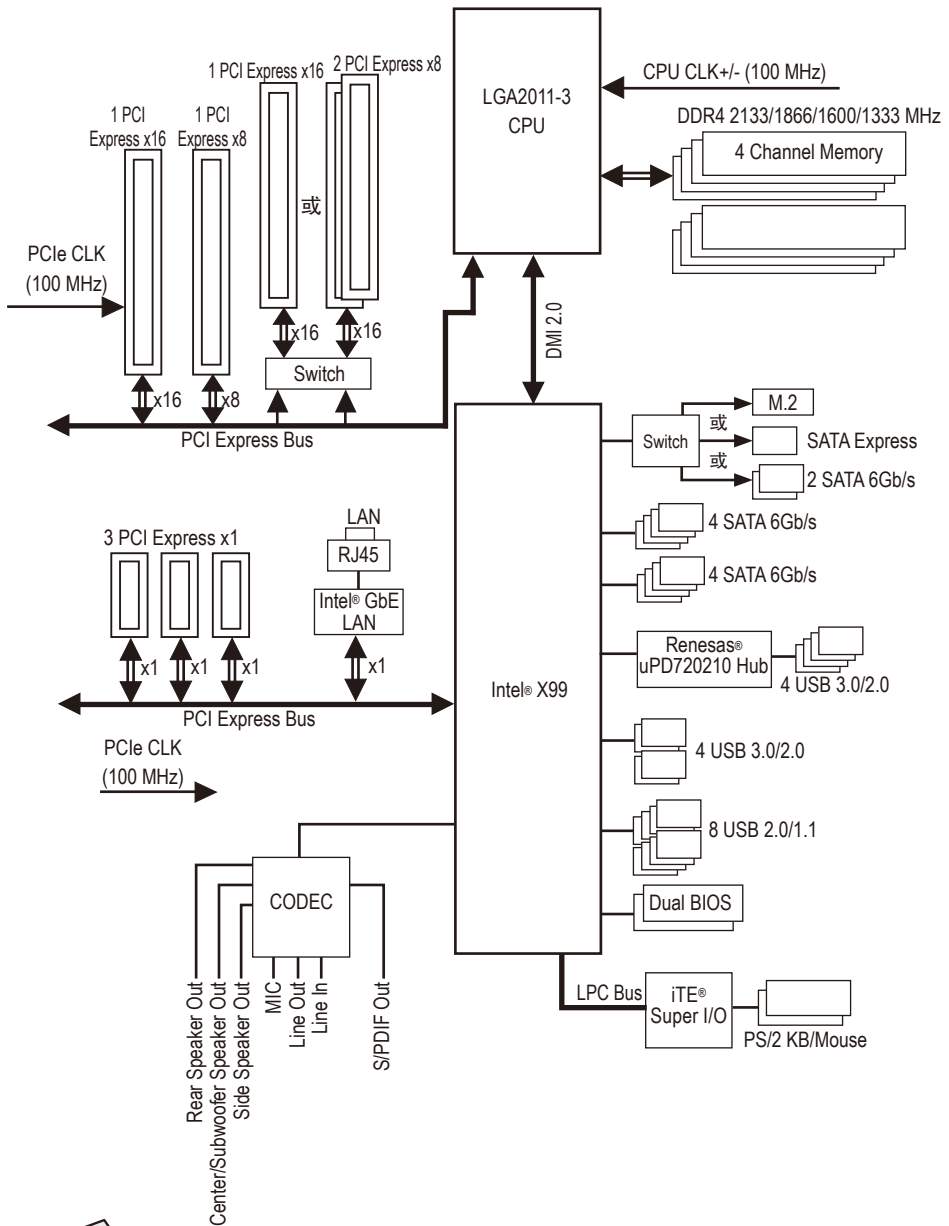 1 PCI Express x16
2 PCI Express x8
1 PCI
Express x16
1 PCI
Express x8
或
PCIe CLK
(100 MHz)
x16
x8
x16
x16
Switch
PCI Express Bus
LGA2011-3
CPU
CPU CLK+/- (100 MHz)
DDR4 2133/1866/1600/1333 MHz
4 Channel Memory
DMI 2.0
Switch
M.2
或
SATA Express
或
2 SATA 6Gb/s
4 SATA 6Gb/s
4 SATA 6Gb/s
Renesas®
uPD720210 Hub
4 USB 3.0/2.0
Intel® X99
4 USB 3.0/2.0
8 USB 2.0/1.1
Dual BIOS
LPC Bus
iTE®
Super I/O
PS/2 KB/Mouse
3 PCI Express x1
LAN
RJ45
Intel® GbE
LAN
x1
x1
x1
x1
PCI Express Bus
PCIe CLK
(100 MHz)
CODEC
Rear Speaker Out
Center/Subwoofer Speaker Out
Side Speaker Out
MIC
Line Out
Line In
S/PDIF Out